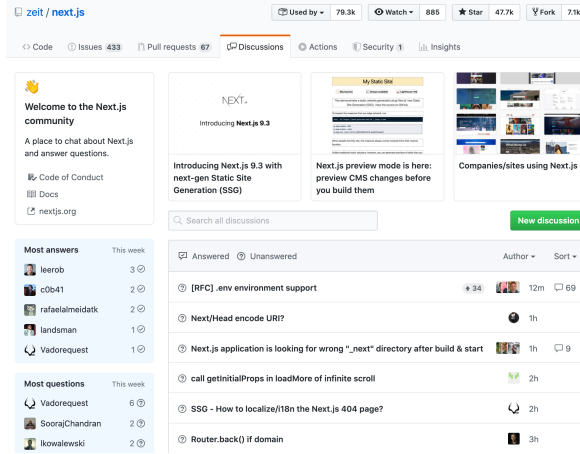 zeit / next.js
Used by 79.3k
Watch 885
Star 47.7k
Fork 7.1k
Code
Issues 433
Pull requests 67
Discussions
Actions
Security 1
Insights
Welcome to the Next.js
community
A place to chat about Next.js
and answer questions.
Code of Conduct
Docs
nextjs.org
NEXT.
Introducing Next.js 9.3
Introducing Next.js 9.3 with
next-gen Static Site
Generation (SSG)
My Static Site
Next.js preview mode is here:
preview CMS changes before
you build them
Companies/sites using Next.js
Search all discussions
New discussion
Most answers This week
leerob 3
c0b41 2
rafaelalmeidatk 2
landsman 1
Vadorequest 1
Most questions This week
Vadorequest 6
SoorajChandran 2
lkowalewski 2
Answered Unanswered Author Sort
[RFC] .env environment support 34 12m 69
Next/Head encode URI? 1h
Next.js application is looking for wrong "_next" directory after build & start 1h 9
call getInitialProps in loadMore of infinite scroll 2h
SSG - How to localize/i18n the Next.js 404 page? 2h
Router.back() if domain 3h